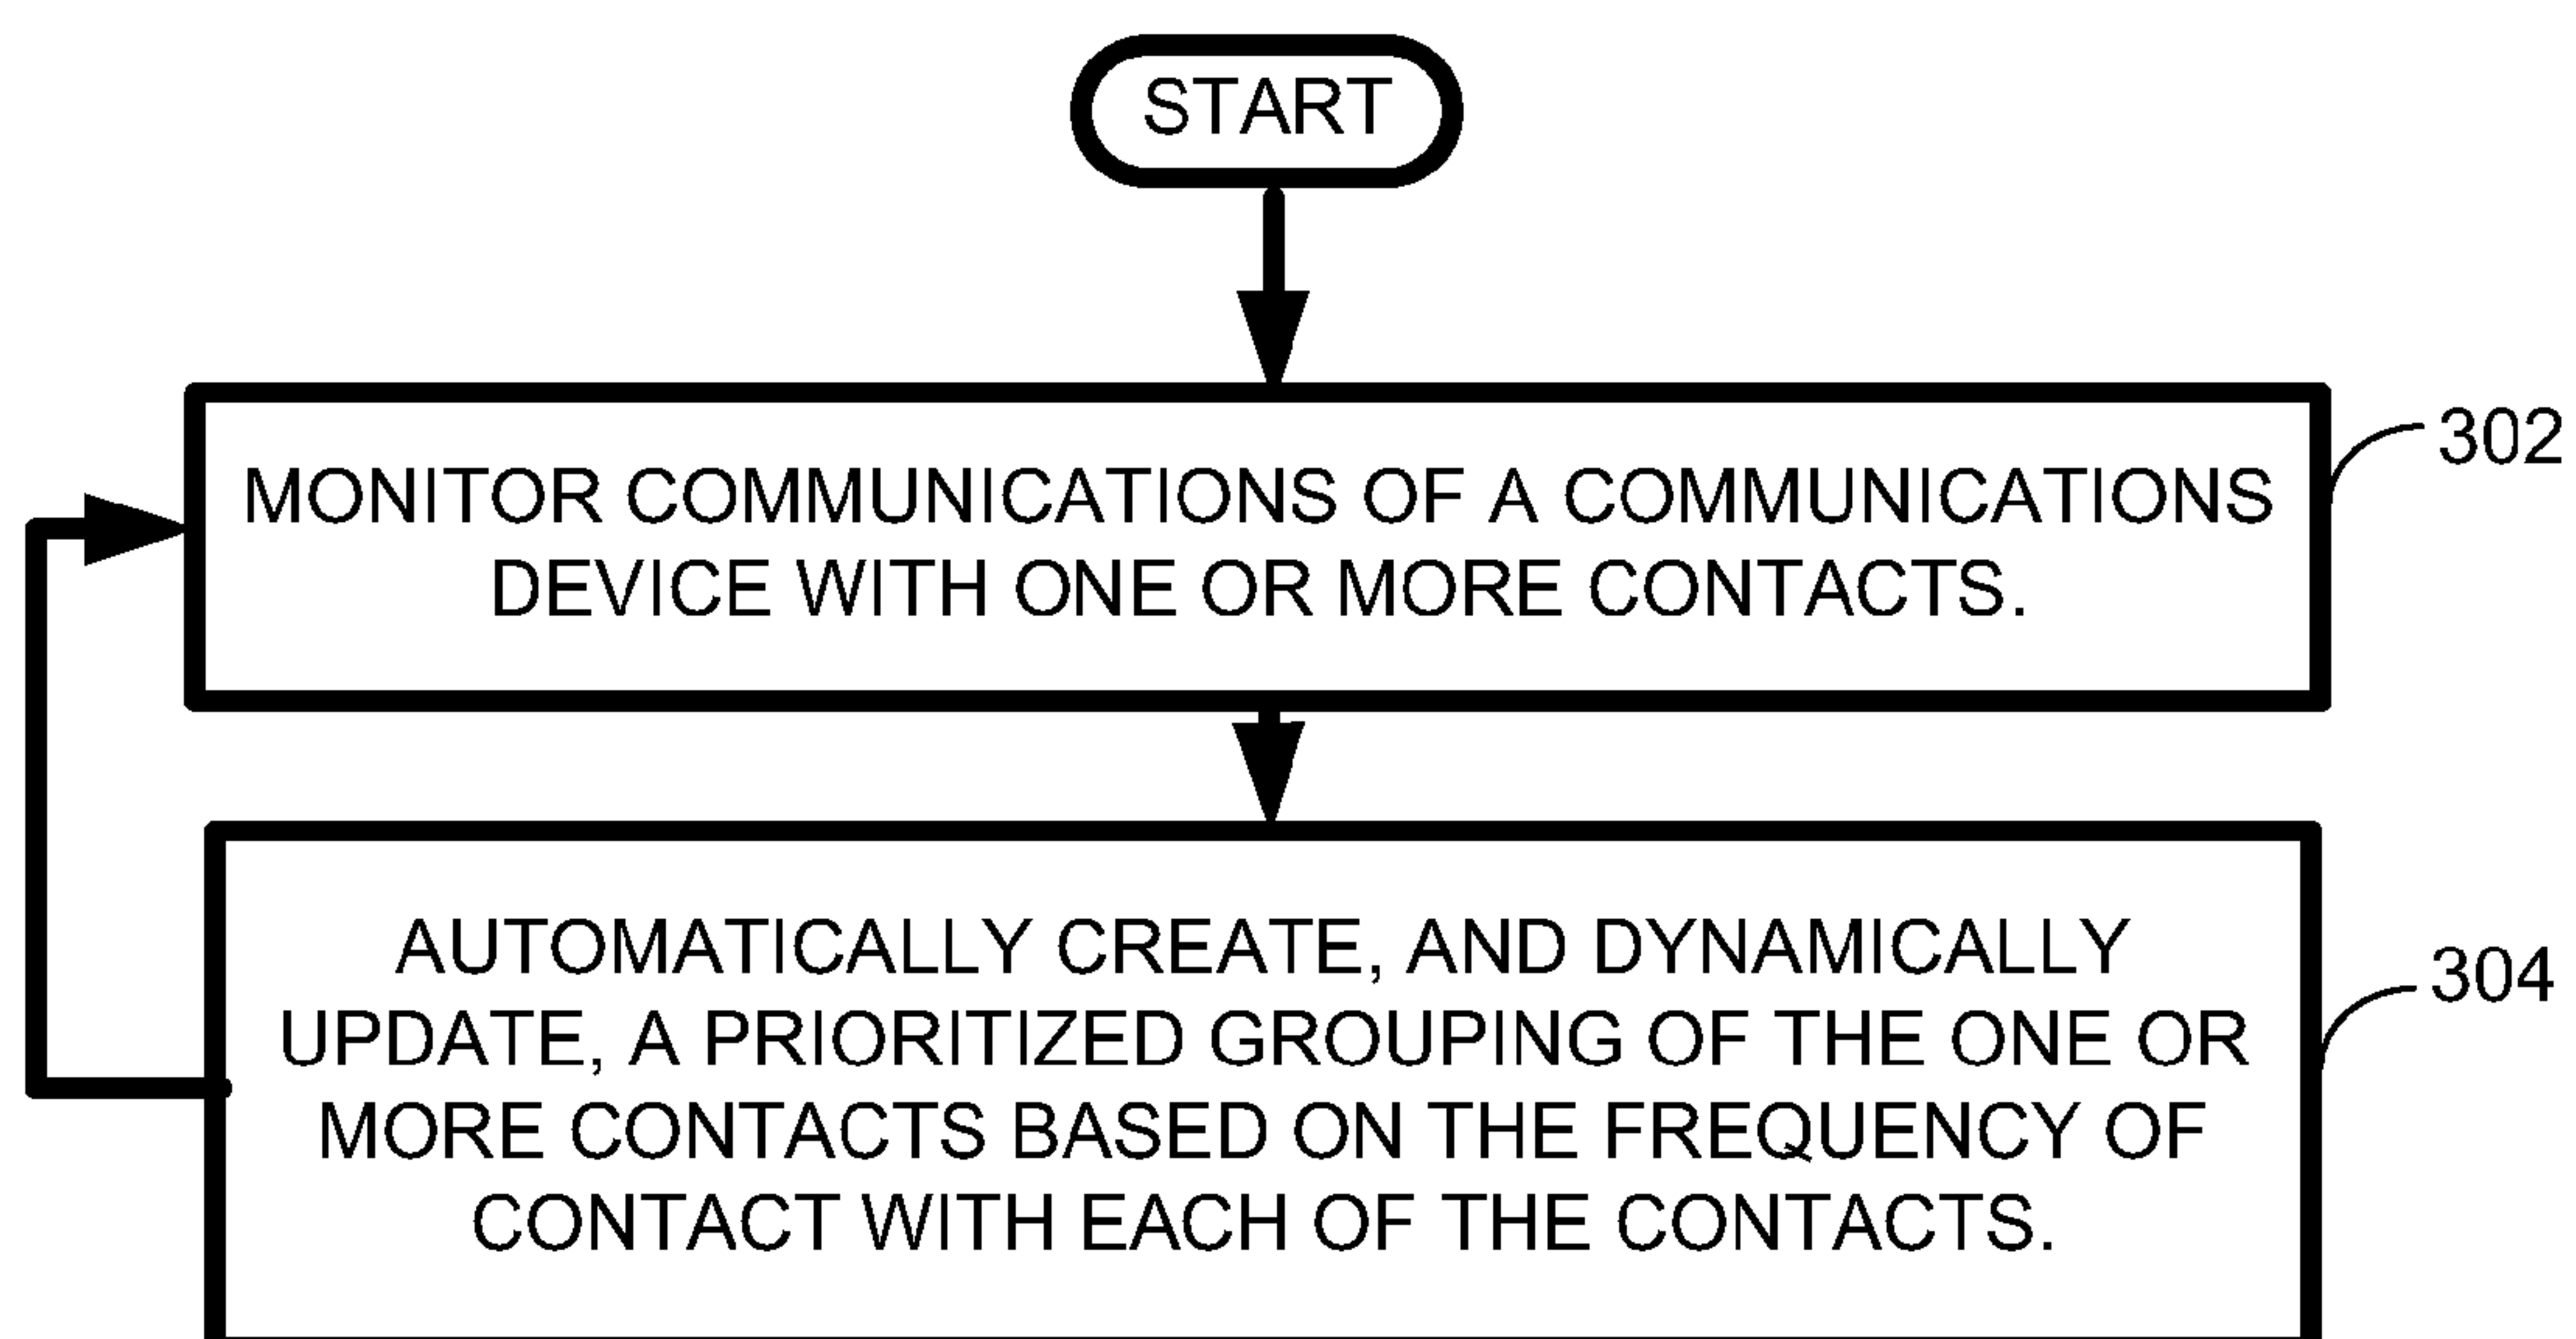 START
MONITOR COMMUNICATIONS OF A COMMUNICATIONS
DEVICE WITH ONE OR MORE CONTACTS.
302
AUTOMATICALLY CREATE, AND DYNAMICALLY
UPDATE, A PRIORITIZED GROUPING OF THE ONE OR
MORE CONTACTS BASED ON THE FREQUENCY OF
CONTACT WITH EACH OF THE CONTACTS.
304